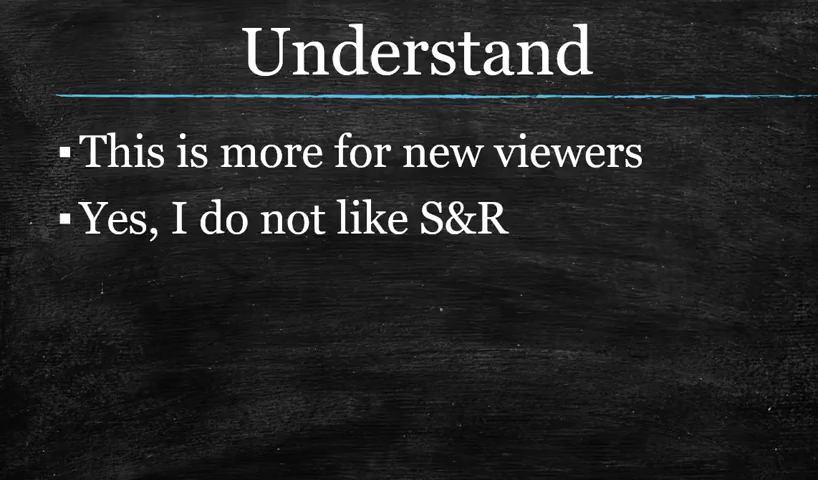 Understand
▪This is more for new viewers
▪Yes, I do not like S&R